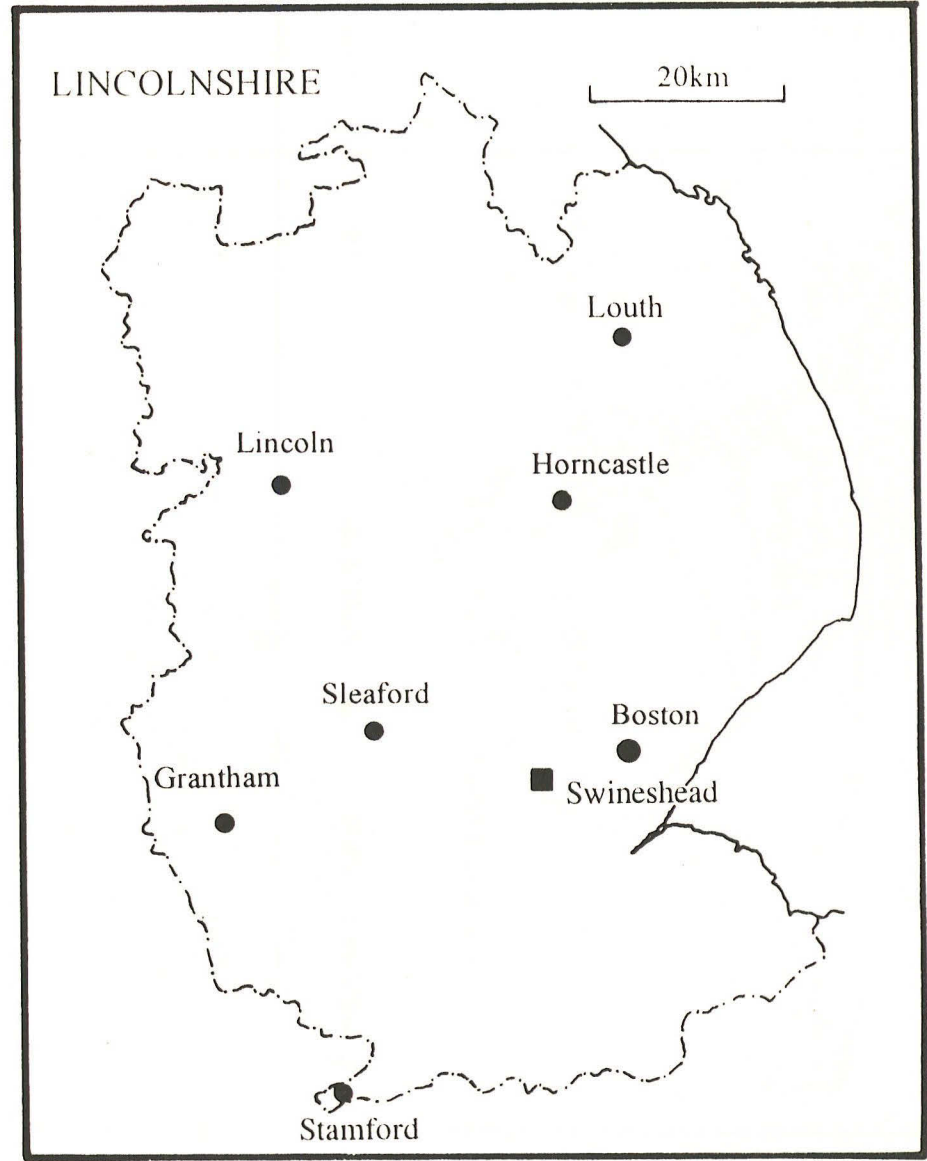 LINCOLNSHIRE
20km
Louth
Lincoln
Horncastle
Sleaford
Boston
Grantham
Swineshead
Stamford